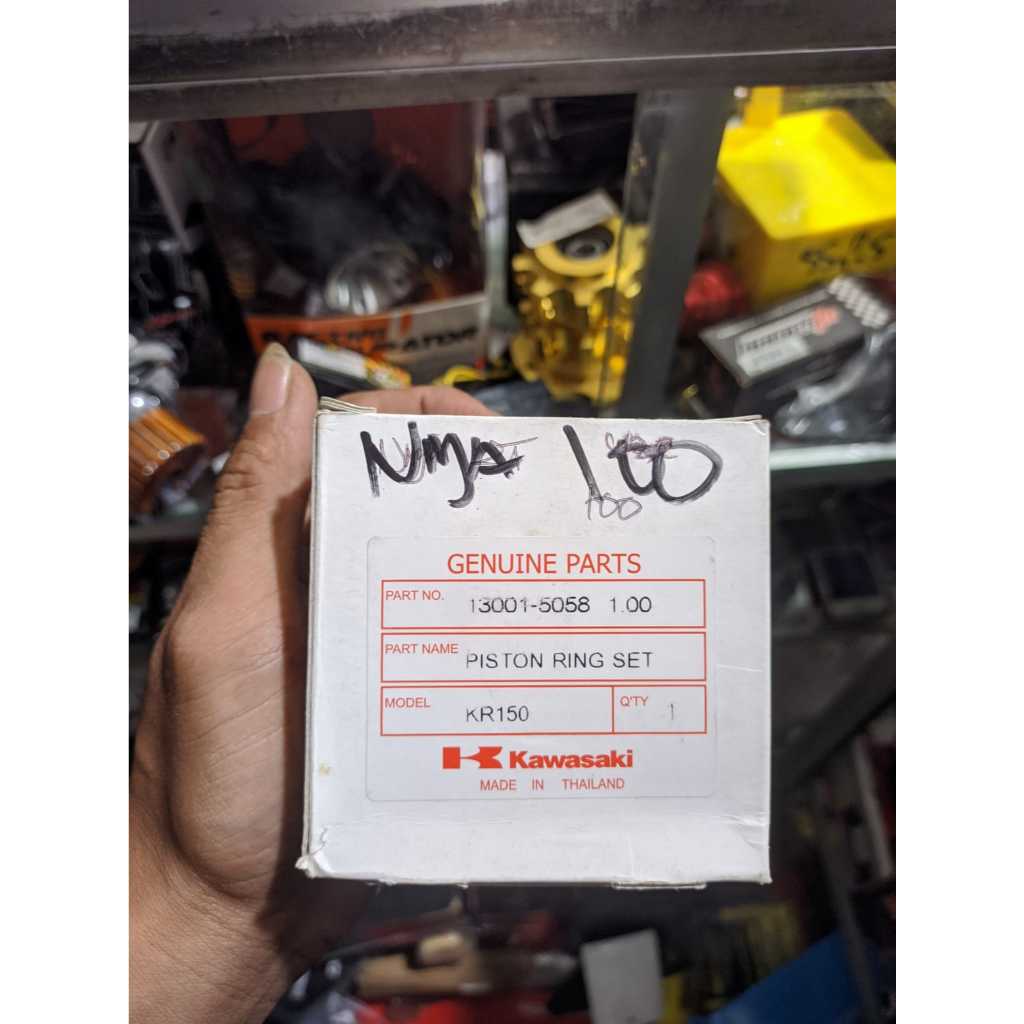 Ninja 100
100
GENUINE PARTS
PART NO. 13001-5058 1.00
PART NAME PISTON RING SET
MODEL KR150 Q'TY 1
Kawasaki
MADE IN THAILAND